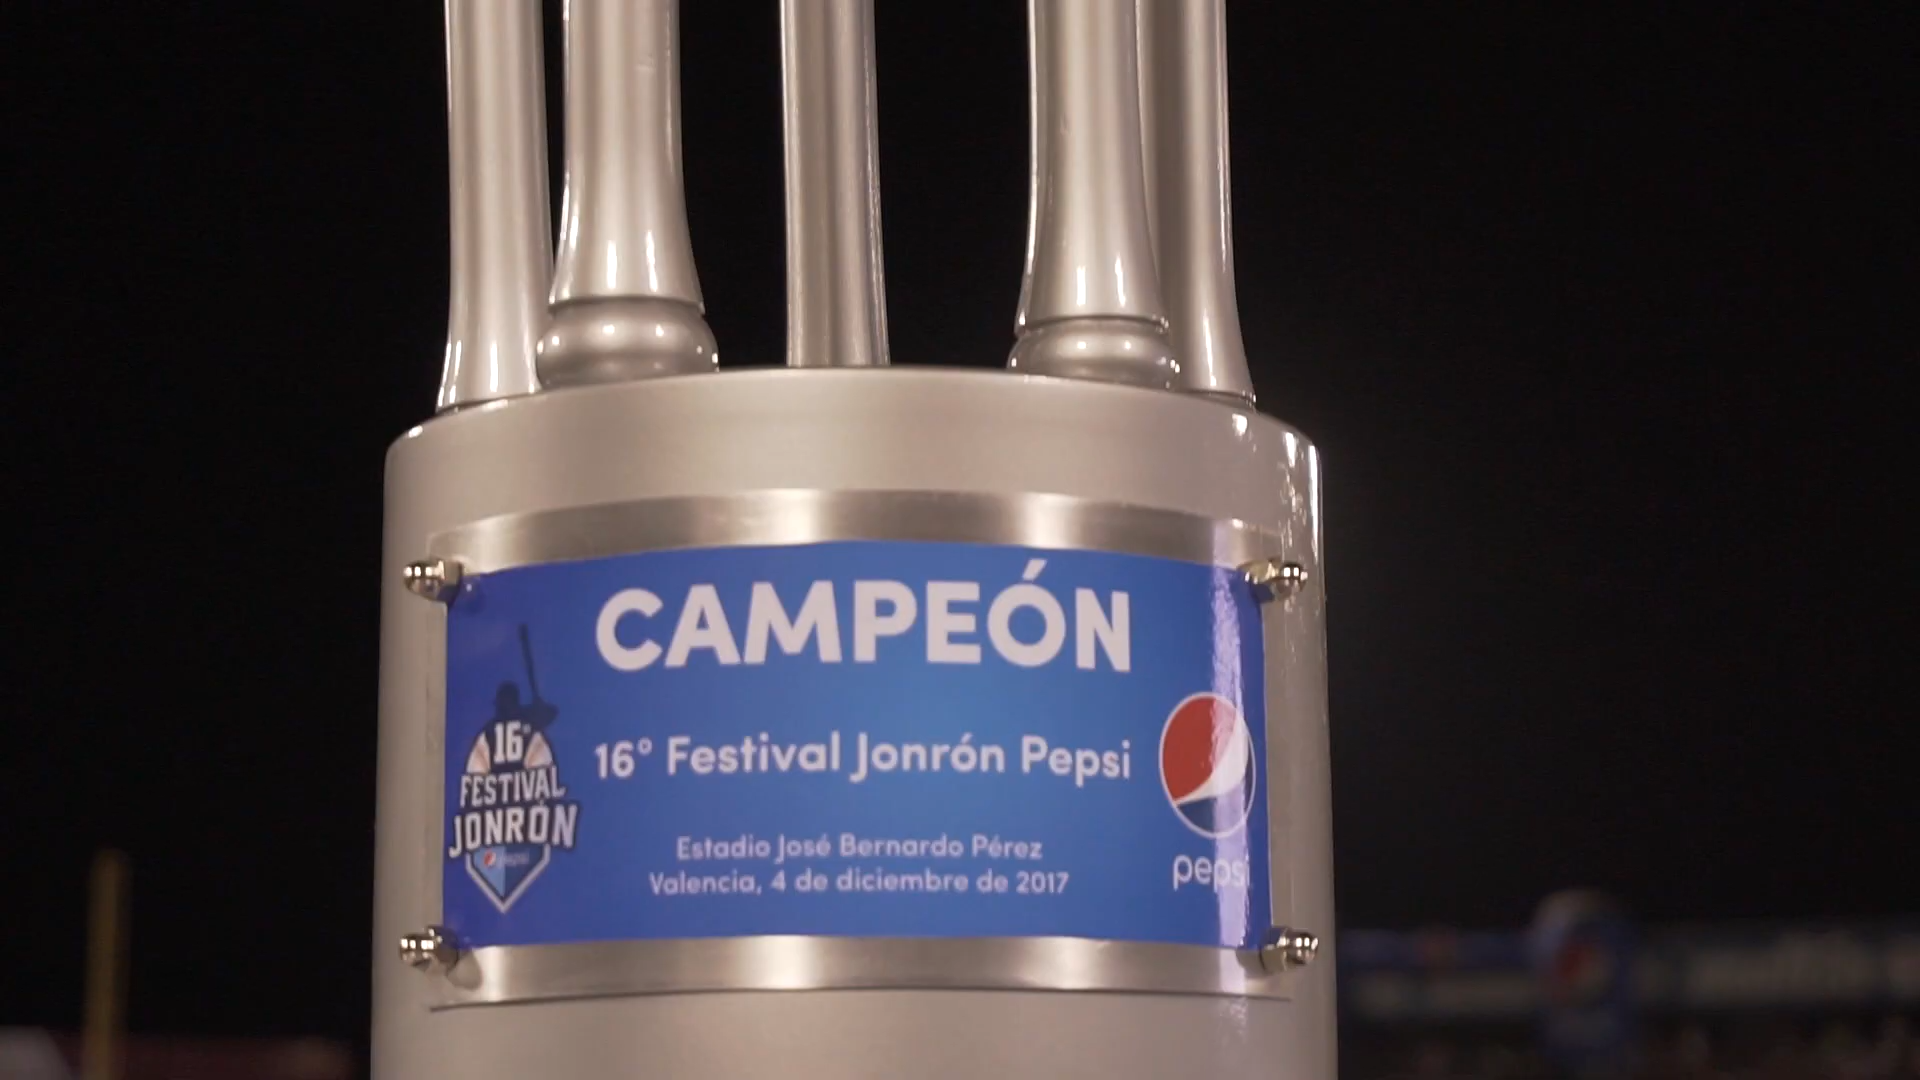 CAMPEÓN
16° Festival Jonrón Pepsi
Estadio José Bernardo Pérez
Valencia, 4 de diciembre de 2017
16°
FESTIVAL
JONRÓN
pepsi
pepsi